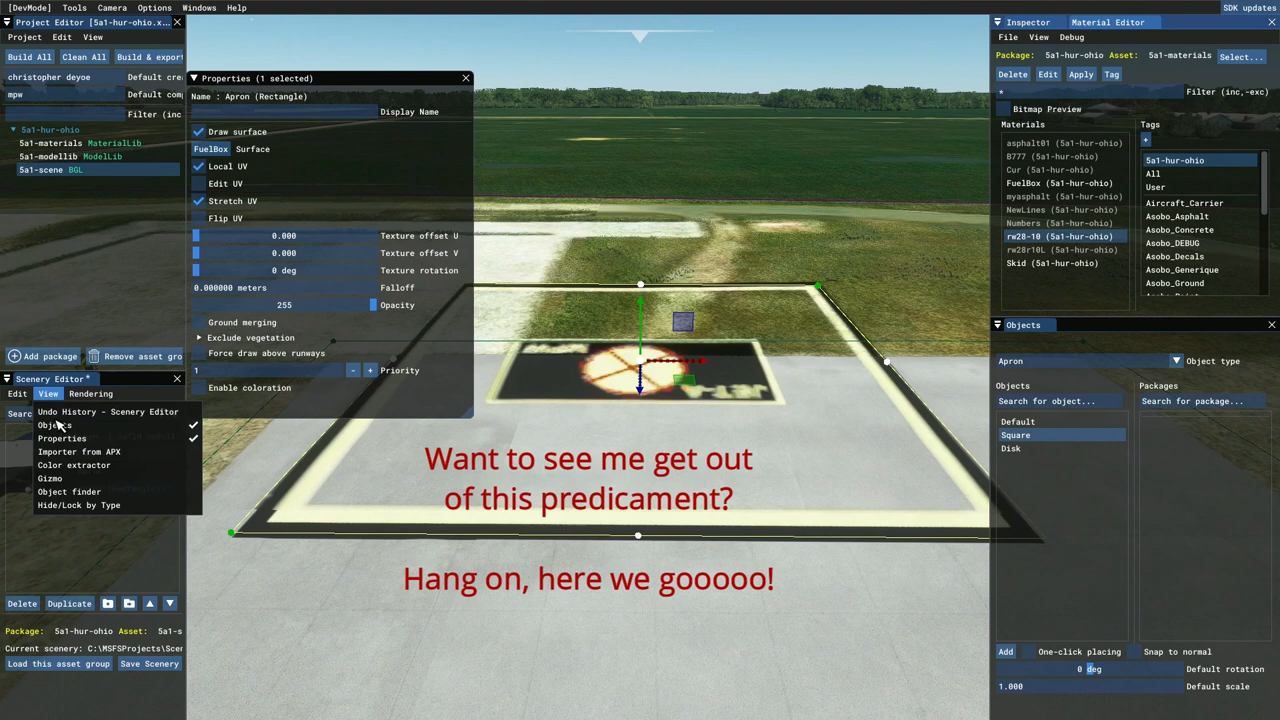 [DevMode] Tools Camera Options Windows Help
SDK updates
Project Editor [5a1-hur-ohio.x...
Project Edit View
Build All Clean All Build & export
christopher deyoe Default cre
mpw Default com
Filter (inc
5a1-hur-ohio
5a1-materials MaterialLib
5a1-modellib ModelLib
5a1-scene BGL
Add package Remove asset gro
Scenery Editor*
Edit View Rendering
Undo History - Scenery Editor
Objects
Properties
Importer from APX
Color extractor
Gizmo
Object finder
Hide/Lock by Type
Delete Duplicate
Package: 5a1-hur-ohio Asset: 5a1-s
Current scenery: C:\MSFSProjects\Scen
Load this asset group Save Scenery
Properties (1 selected)
Name : Apron (Rectangle)
Display Name
Draw surface
FuelBox Surface
Local UV
Edit UV
Stretch UV
Flip UV
0.000 Texture offset U
0.000 Texture offset V
0 deg Texture rotation
0.000000 meters Falloff
255 Opacity
Ground merging
Exclude vegetation
Force draw above runways
1 - + Priority
Enable coloration
JET-A
Want to see me get out
of this predicament?
Hang on, here we gooooo!
Inspector Material Editor
File View Debug
Package: 5a1-hur-ohio Asset: 5a1-materials Select...
Delete Edit Apply Tag
* Filter (inc,-exc)
Bitmap Preview
Materials
asphalt01 (5a1-hur-ohio)
B777 (5a1-hur-ohio)
Cur (5a1-hur-ohio)
FuelBox (5a1-hur-ohio)
myasphalt (5a1-hur-ohio)
NewLines (5a1-hur-ohio)
Numbers (5a1-hur-ohio)
rw28-10 (5a1-hur-ohio)
rw28r10L (5a1-hur-ohio)
Skid (5a1-hur-ohio)
Tags
+
5a1-hur-ohio
All
User
Aircraft_Carrier
Asobo_Asphalt
Asobo_Concrete
Asobo_DEBUG
Asobo_Decals
Asobo_Generique
Asobo_Ground
Objects
Apron Object type
Objects Packages
Search for object... Search for package...
Default
Square
Disk
Add One-click placing Snap to normal
0 deg Default rotation
1.000 Default scale